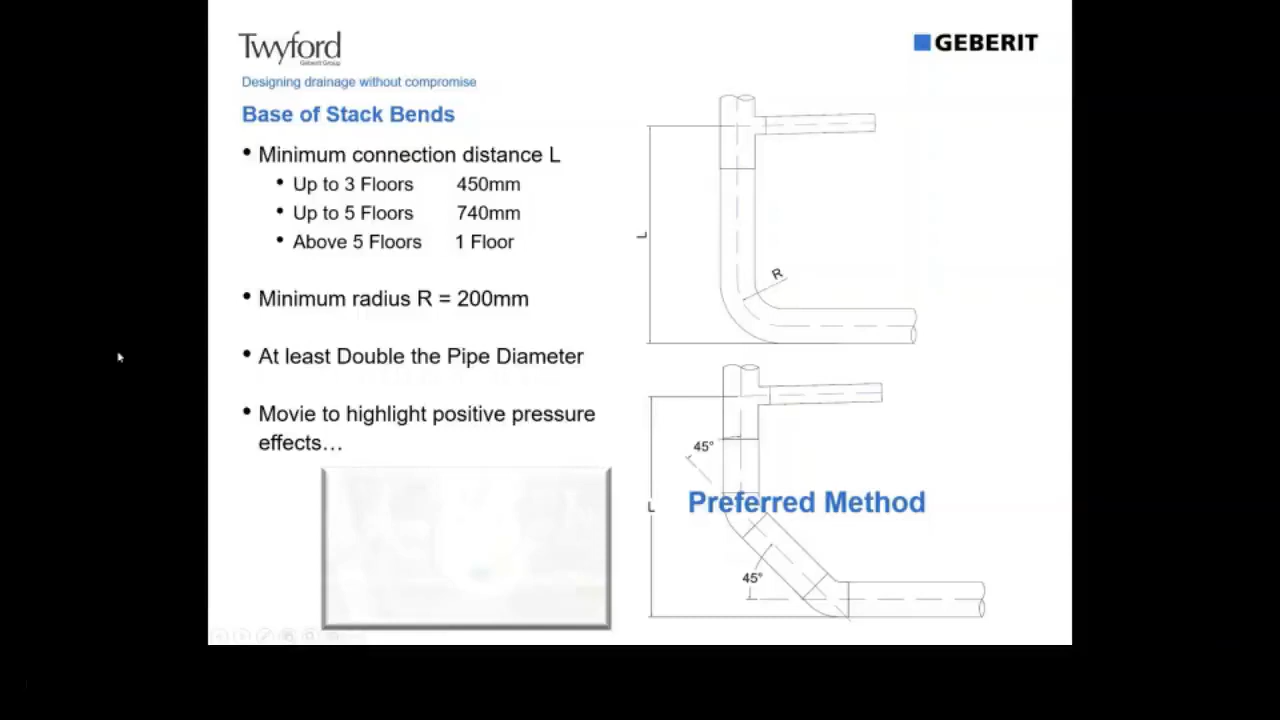 Twyford
Geberit Group
GEBERIT
Designing drainage without compromise
Base of Stack Bends
• Minimum connection distance L
• Up to 3 Floors 450mm
• Up to 5 Floors 740mm
• Above 5 Floors 1 Floor
• Minimum radius R = 200mm
• At least Double the Pipe Diameter
• Movie to highlight positive pressure
effects…
L
R
45°
L
Preferred Method
45°